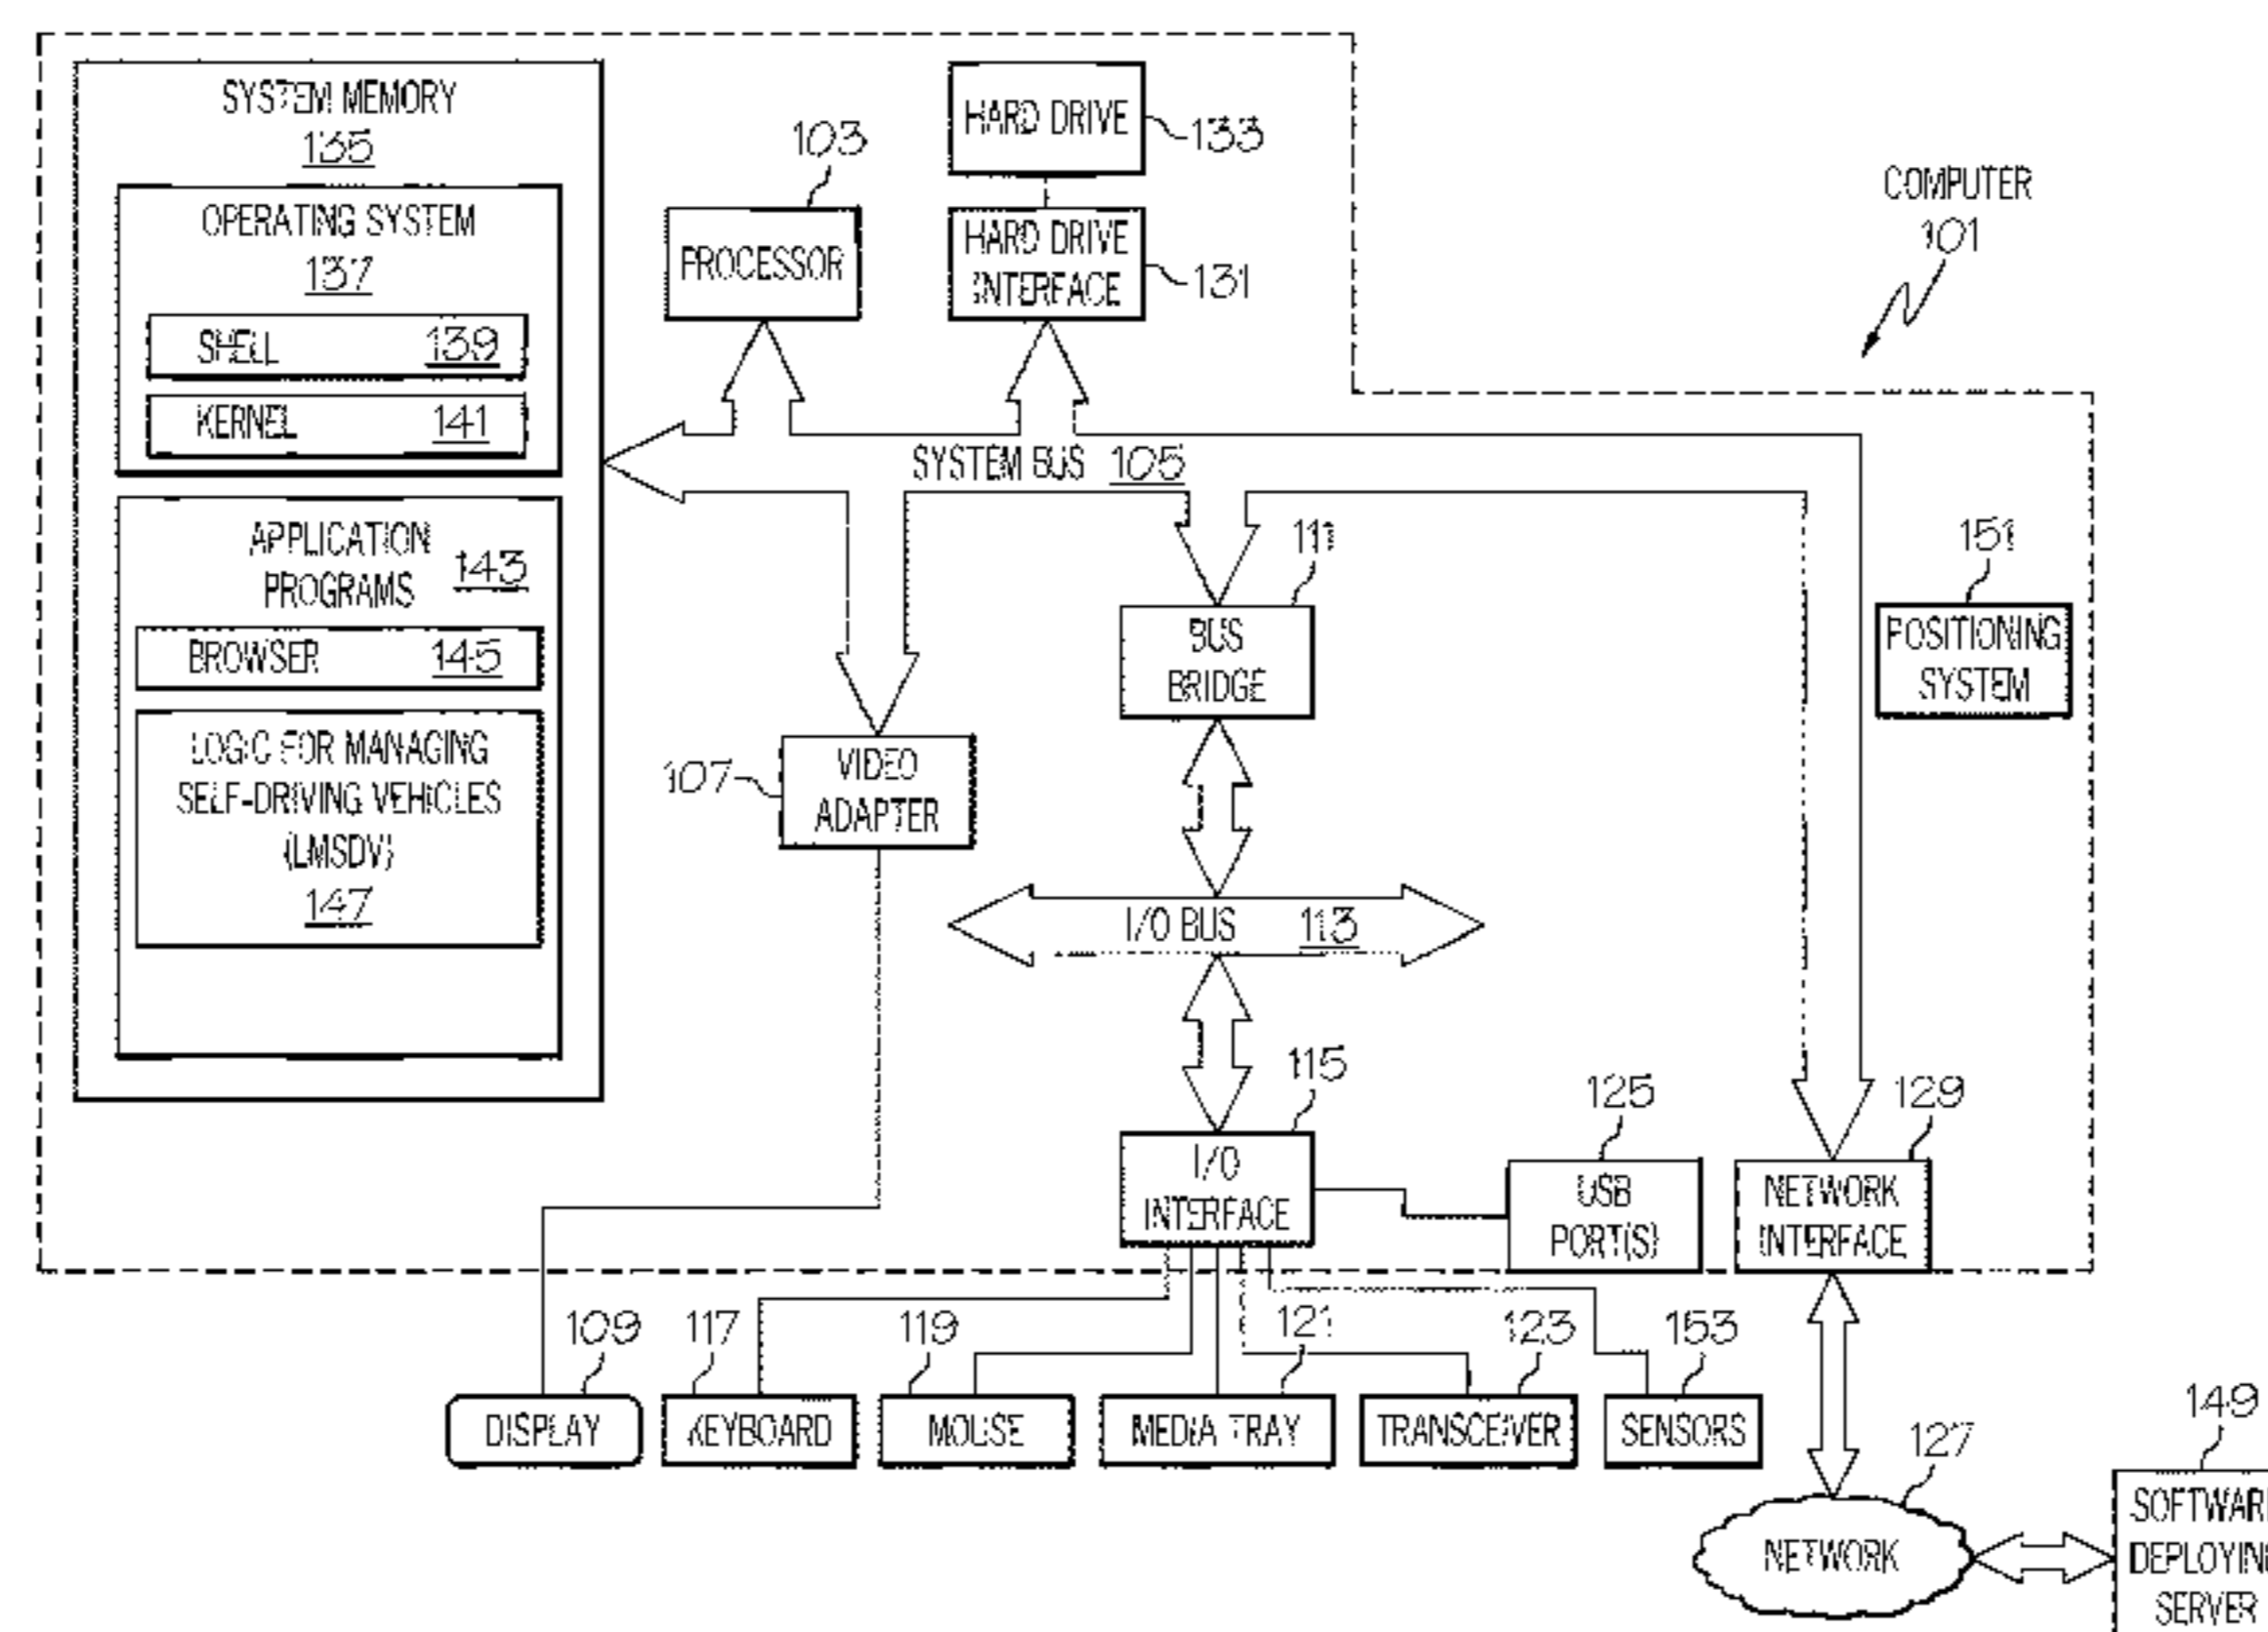 SYSTEM MEMORY
135
OPERATING SYSTEM
137
SHELL 139
KERNEL 141
APPLICATION
PROGRAMS 143
BROWSER 145
LOGIC FOR MANAGING
SELF-DRIVING VEHICLES
(LMSDV)
147
103
PROCESSOR
HARD DRIVE
133
HARD DRIVE
INTERFACE
131
COMPUTER
101
SYSTEM BUS 105
111
BUS
BRIDGE
151
POSITIONING
SYSTEM
107
VIDEO
ADAPTER
I/O BUS 113
115
I/O
INTERFACE
125
USB
PORT(S)
129
NETWORK
INTERFACE
109
DISPLAY
117
KEYBOARD
119
MOUSE
121
MEDIA TRAY
123
TRANSCEIVER
153
SENSORS
127
NETWORK
149
SERVER